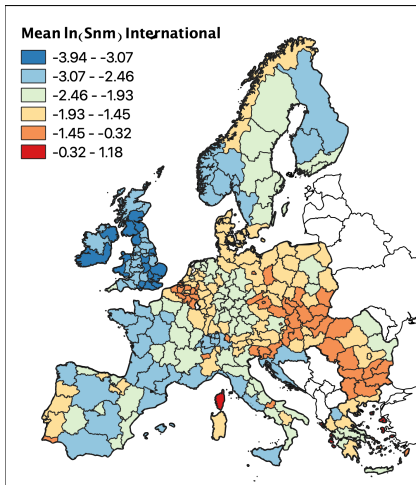 Mean ln(Snm) International
-3.94 - -3.07
-3.07 - -2.46
-2.46 - -1.93
-1.93 - -1.45
-1.45 - -0.32
-0.32 - 1.18